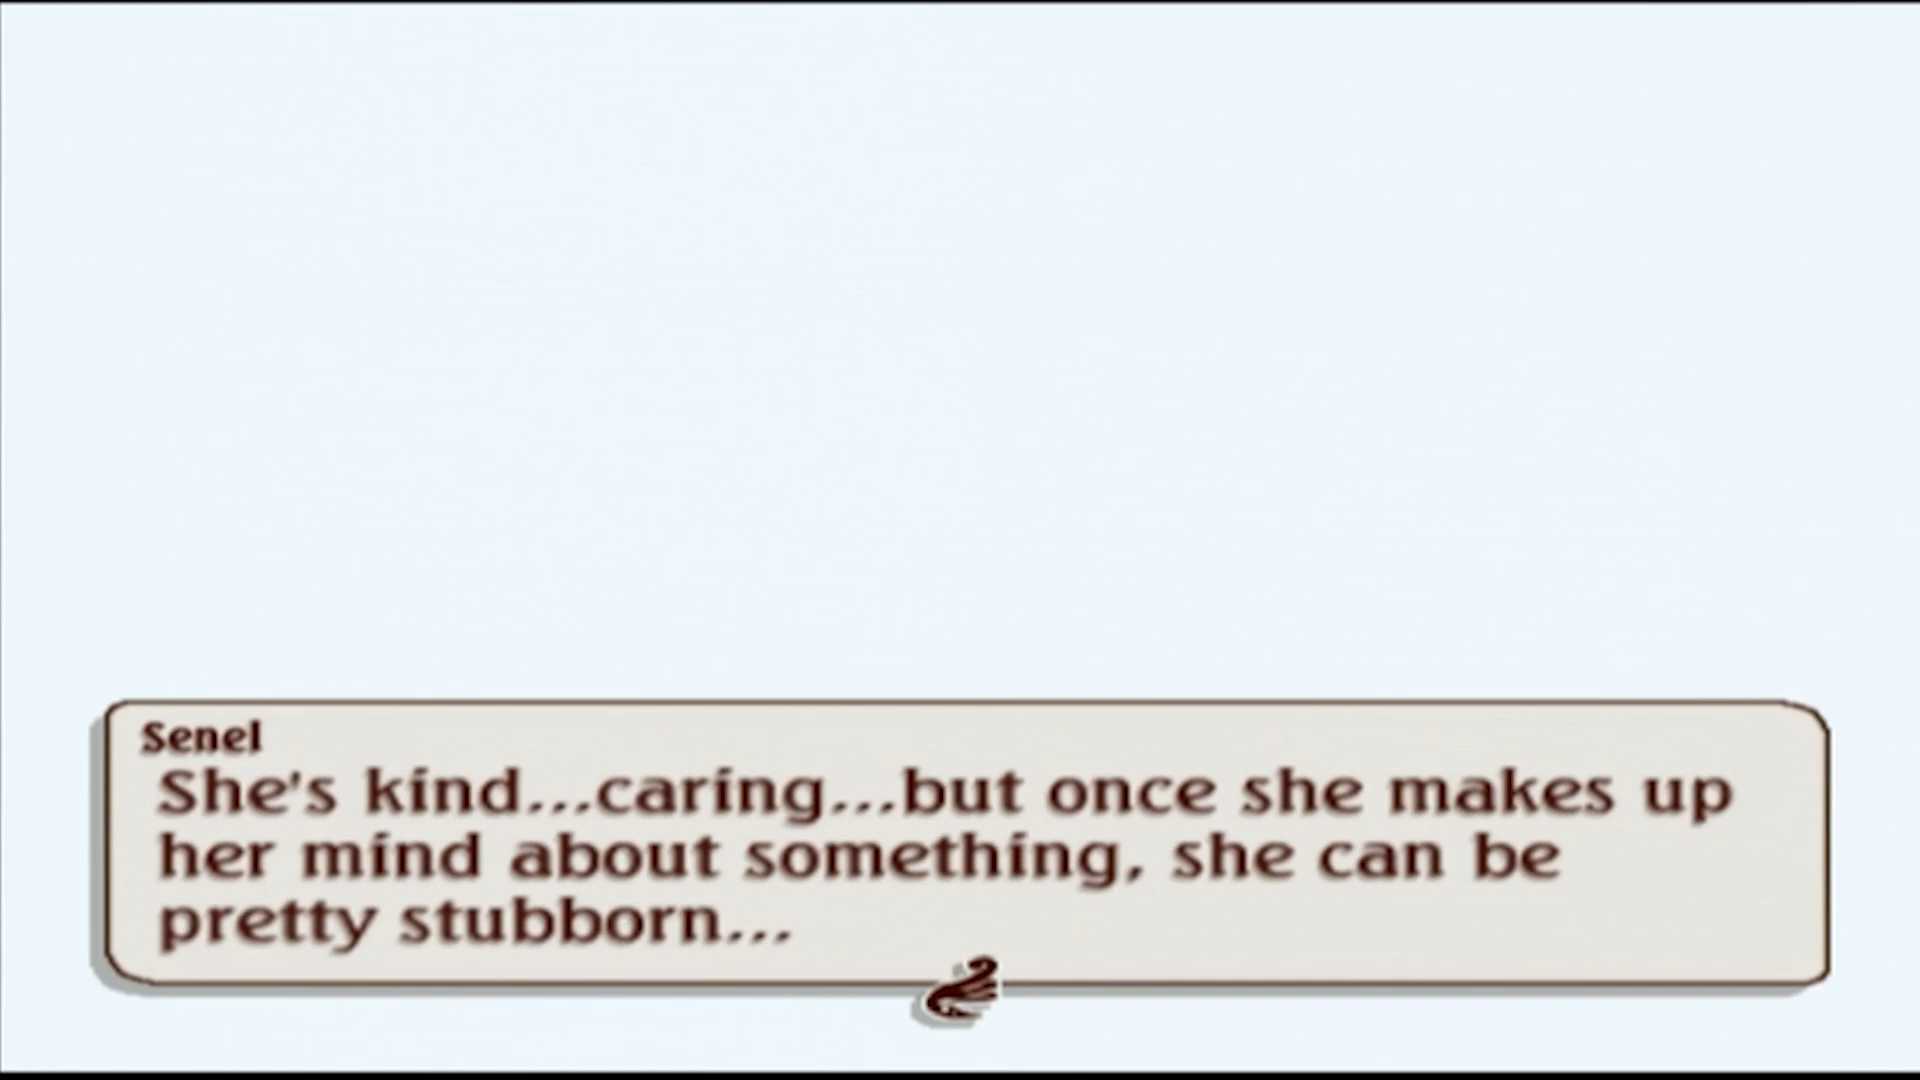 Senel
She's kind...caring...but once she makes up
her mind about something, she can be
pretty stubborn...